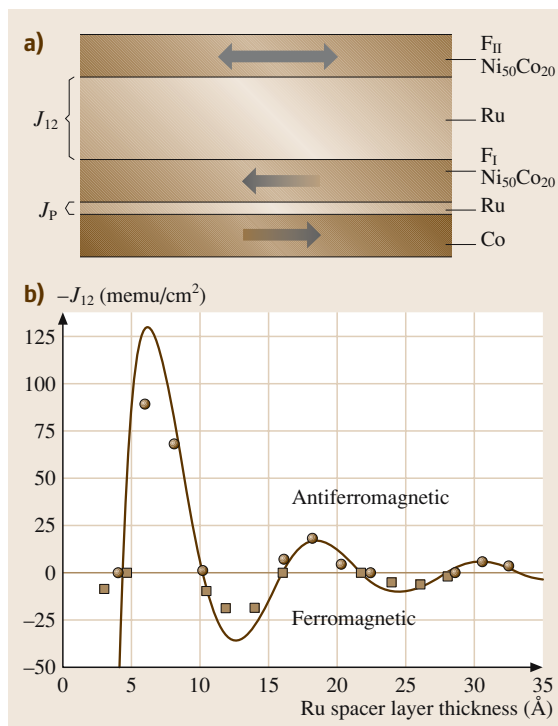 a)
F_II
Ni₅₀Co₂₀
J₁₂
Ru
F_I
Ni₅₀Co₂₀
J_P
Ru
Co
b) –J₁₂ (memu/cm²)
125
100
75
50
25
0
–25
–50
Antiferromagnetic
Ferromagnetic
0 5 10 15 20 25 30 35
Ru spacer layer thickness (Å)